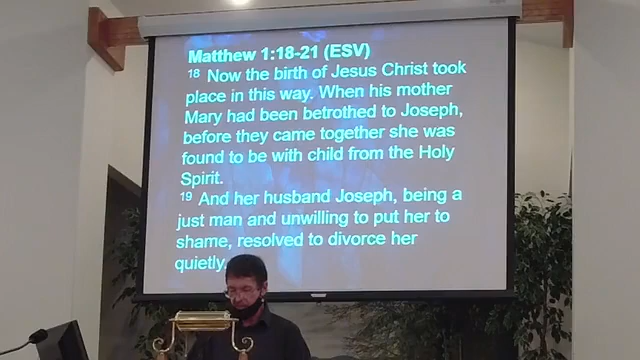 Matthew 1:18-21 (ESV)
18 Now the birth of Jesus Christ took
place in this way. When his mother
Mary had been betrothed to Joseph,
before they came together she was
found to be with child from the Holy
Spirit.
19 And her husband Joseph, being a
just man and unwilling to put her to
shame, resolved to divorce her
quietly